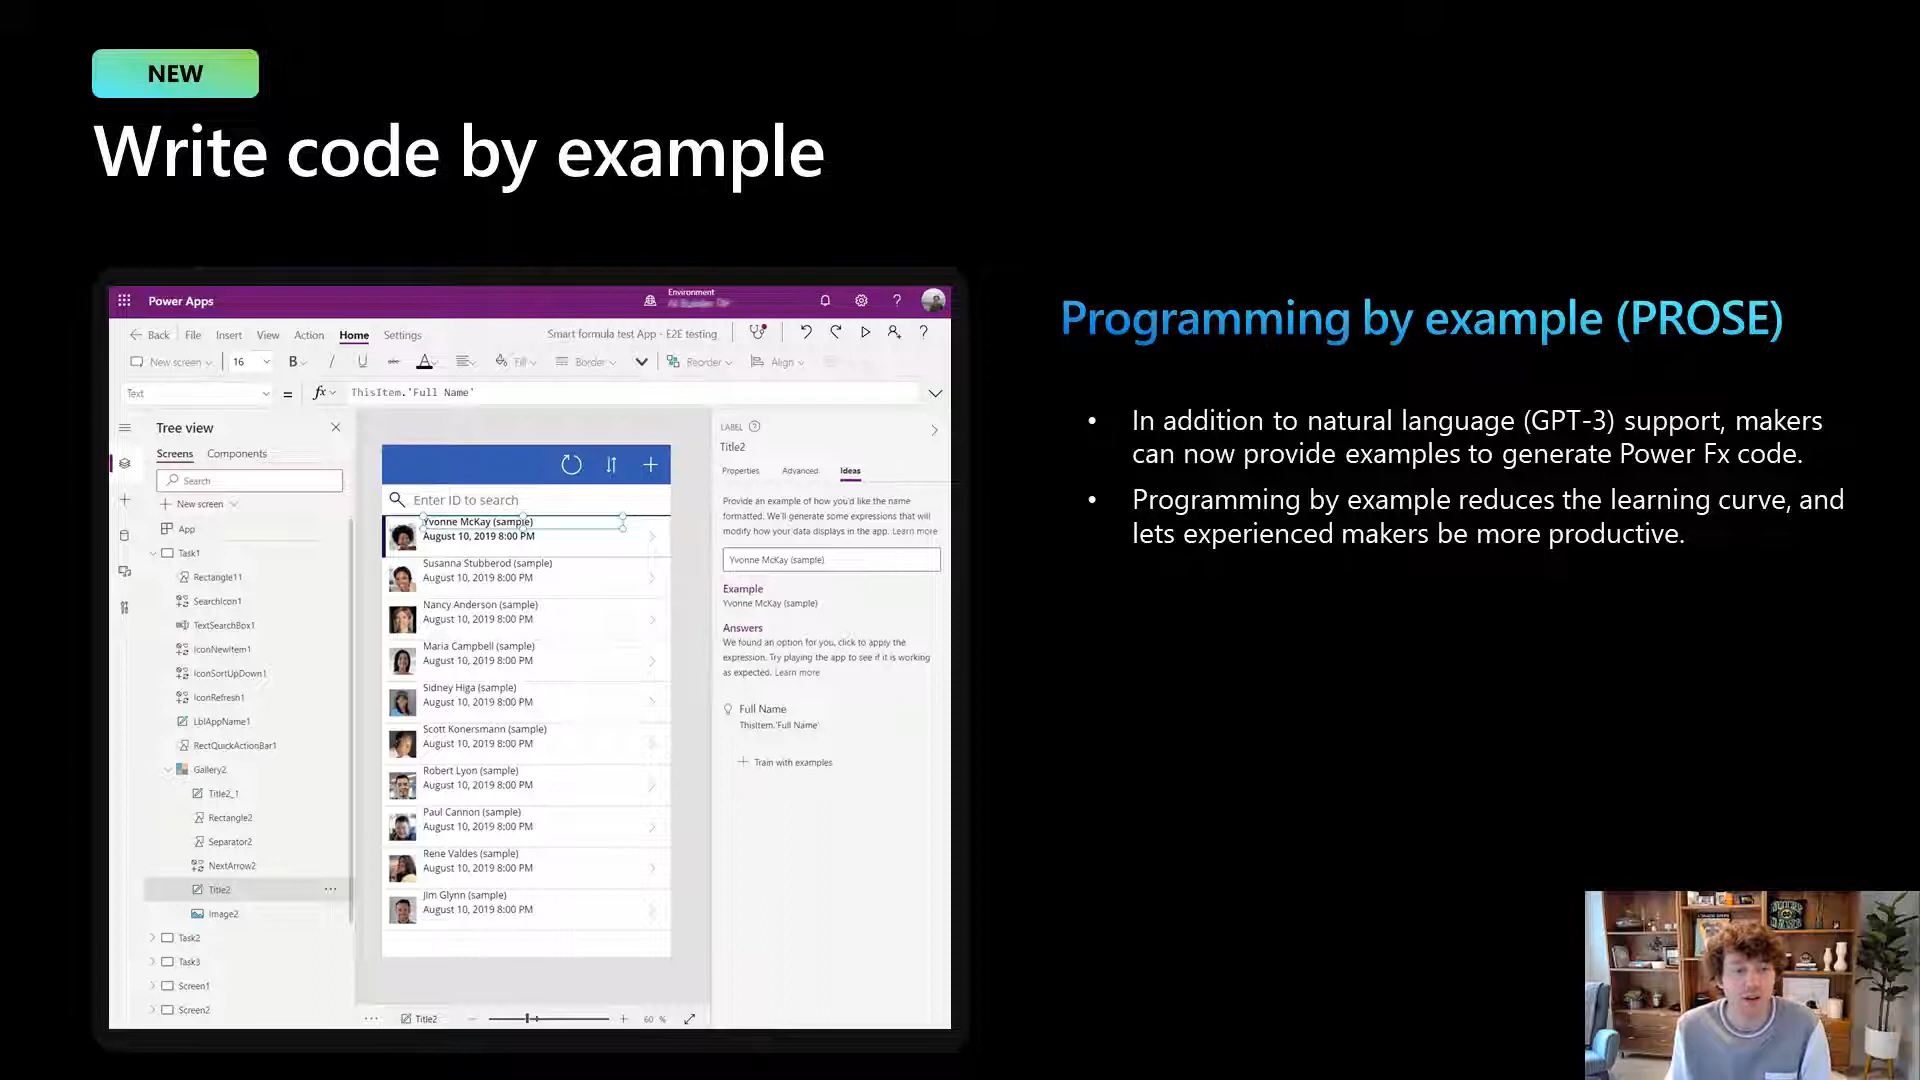 NEW
Write code by example
Power Apps
Environment
Back File Insert View Action Home Settings
Smart formula test App - E2E testing
New screen
16
B
Fill
Border
Reorder
Align
Text
= fx ThisItem.'Full Name'
Tree view
Screens Components
Search
New screen
App
Task1
Rectangle11
SearchIcon1
TextSearchBox1
IconNewItem1
IconSortUpDown1
IconRefresh1
LblAppName1
RectQuickActionBar1
Gallery2
Title2_1
Rectangle2
Separator2
NextArrow2
Title2
Image2
Task2
Task3
Screen1
Screen2
Enter ID to search
Yvonne McKay (sample)
August 10, 2019 8:00 PM
Susanna Stubberod (sample)
August 10, 2019 8:00 PM
Nancy Anderson (sample)
August 10, 2019 8:00 PM
Maria Campbell (sample)
August 10, 2019 8:00 PM
Sidney Higa (sample)
August 10, 2019 8:00 PM
Scott Konersmann (sample)
August 10, 2019 8:00 PM
Robert Lyon (sample)
August 10, 2019 8:00 PM
Paul Cannon (sample)
August 10, 2019 8:00 PM
Rene Valdes (sample)
August 10, 2019 8:00 PM
Jim Glynn (sample)
August 10, 2019 8:00 PM
Title2
60 %
LABEL
Title2
Properties Advanced Ideas
Provide an example of how you'd like the name
formatted. We'll generate some expressions that will
modify how your data displays in the app. Learn more
Yvonne McKay (sample)
Example
Yvonne McKay (sample)
Answers
We found an option for you, click to apply the
expression. Try playing the app to see if it is working
as expected. Learn more
Full Name
ThisItem.'Full Name'
Train with examples
Programming by example (PROSE)
• In addition to natural language (GPT-3) support, makers
can now provide examples to generate Power Fx code.
• Programming by example reduces the learning curve, and
lets experienced makers be more productive.